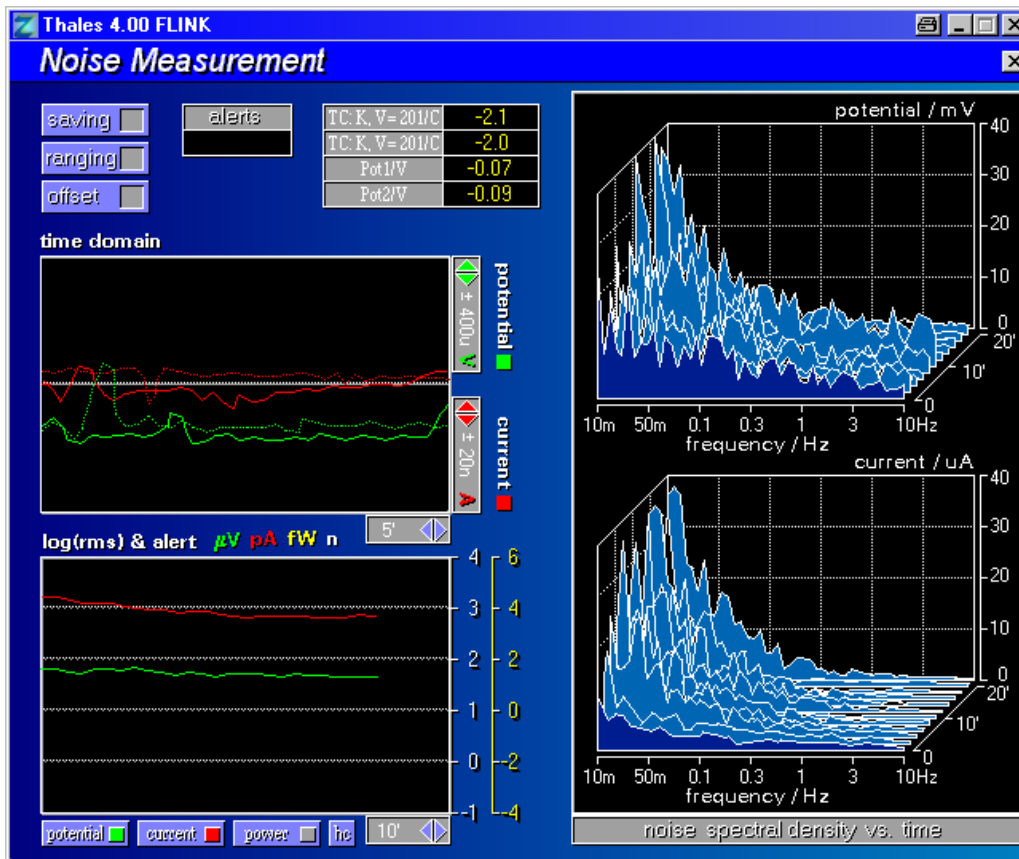 Thales 4.00 FLINK
Noise Measurement
saving
ranging
offset
alerts
TC: K, V= 201/C -2.1
TC: K, V= 201/C -2.0
Pot1/V -0.07
Pot2/V -0.09
time domain
± 400u V
potential
± 20n A
current
5'
log(rms) & alert µV pA fW n
4 6
3 4
2 2
1 0
0 -2
-1 -4
potential current power hc 10'
potential / mV
40
30
20
10
0
20'
10'
0
10m 50m 0.1 0.3 1 3 10Hz
frequency / Hz
current / uA
40
30
20
10
0
20'
10'
0
10m 50m 0.1 0.3 1 3 10Hz
frequency / Hz
noise spectral density vs. time